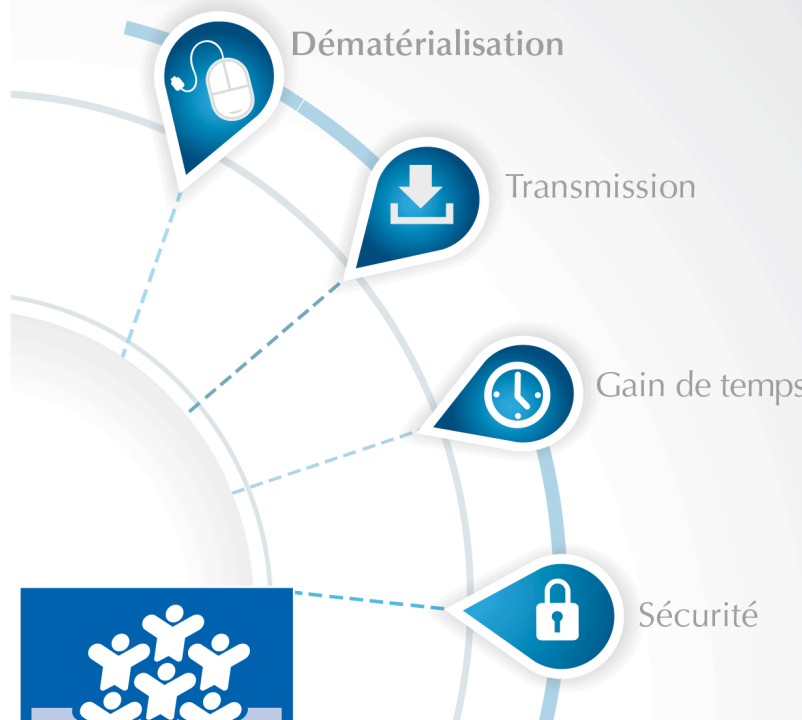 Dématérialisation
Transmission
Gain de temps
Sécurité